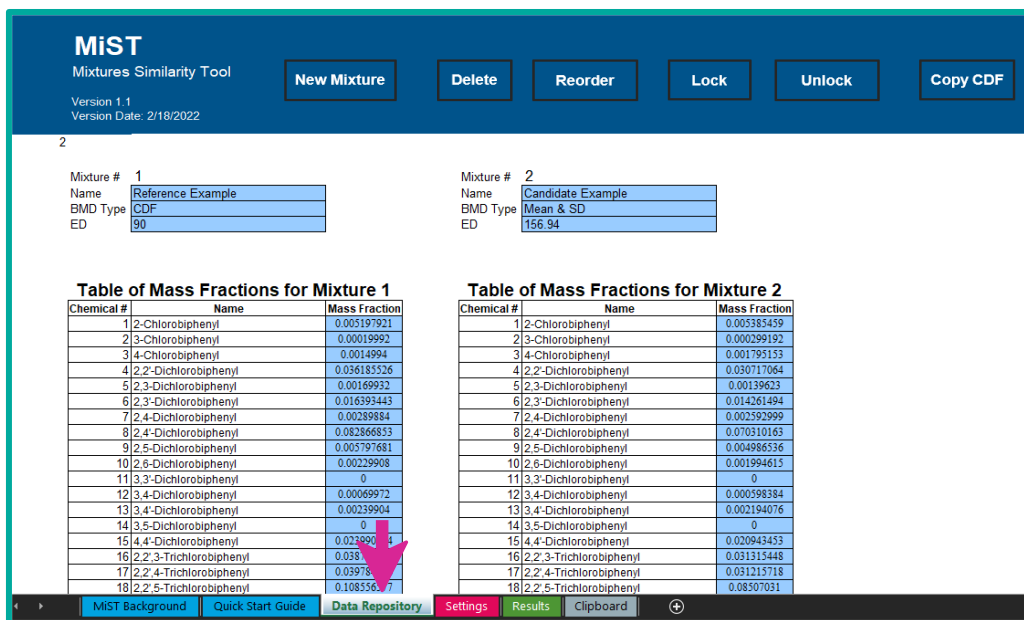 MiST
Mixtures Similarity Tool
Version 1.1
Version Date: 2/18/2022
New Mixture Delete Reorder Lock Unlock Copy CDF
2
Mixture # 1
Name Reference Example
BMD Type CDF
ED 90
Mixture # 2
Name Candidate Example
BMD Type Mean & SD
ED 156.94
Table of Mass Fractions for Mixture 1
Chemical # Name Mass Fraction
1 2-Chlorobiphenyl 0.005197921
2 3-Chlorobiphenyl 0.00019992
3 4-Chlorobiphenyl 0.0014994
4 2,2'-Dichlorobiphenyl 0.036185526
5 2,3-Dichlorobiphenyl 0.00169932
6 2,3'-Dichlorobiphenyl 0.016393443
7 2,4-Dichlorobiphenyl 0.00289884
8 2,4'-Dichlorobiphenyl 0.082866853
9 2,5-Dichlorobiphenyl 0.005797681
10 2,6-Dichlorobiphenyl 0.00229908
11 3,3'-Dichlorobiphenyl 0
12 3,4-Dichlorobiphenyl 0.00069972
13 3,4'-Dichlorobiphenyl 0.00239904
14 3,5-Dichlorobiphenyl 0
15 4,4'-Dichlorobiphenyl
16 2,2',3-Trichlorobiphenyl
17 2,2',4-Trichlorobiphenyl
18 2,2',5-Trichlorobiphenyl
Table of Mass Fractions for Mixture 2
Chemical # Name Mass Fraction
1 2-Chlorobiphenyl 0.005385459
2 3-Chlorobiphenyl 0.000299192
3 4-Chlorobiphenyl 0.001795153
4 2,2'-Dichlorobiphenyl 0.030717064
5 2,3-Dichlorobiphenyl 0.00139623
6 2,3'-Dichlorobiphenyl 0.014261494
7 2,4-Dichlorobiphenyl 0.002592999
8 2,4'-Dichlorobiphenyl 0.070310163
9 2,5-Dichlorobiphenyl 0.004986536
10 2,6-Dichlorobiphenyl 0.001994615
11 3,3'-Dichlorobiphenyl 0
12 3,4-Dichlorobiphenyl 0.000598384
13 3,4'-Dichlorobiphenyl 0.002194076
14 3,5-Dichlorobiphenyl 0
15 4,4'-Dichlorobiphenyl 0.020943453
16 2,2',3-Trichlorobiphenyl 0.031315448
17 2,2',4-Trichlorobiphenyl 0.031215718
18 2,2',5-Trichlorobiphenyl 0.08507031
MiST Background Quick Start Guide Data Repository Settings Results Clipboard